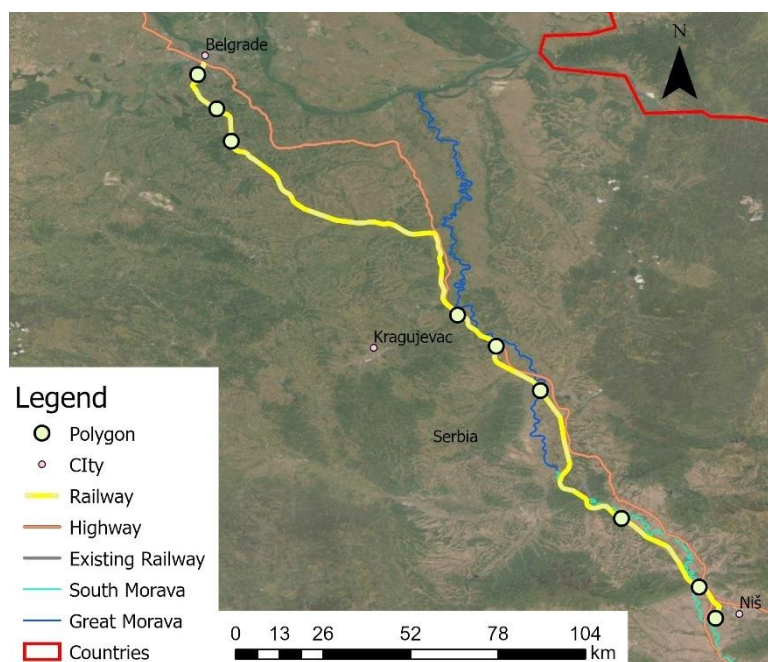 Belgrade
N
Kragujevac
Serbia
Niš
Legend
Polygon
CIty
Railway
Highway
Existing Railway
South Morava
Great Morava
Countries
0 13 26 52 78 104
km